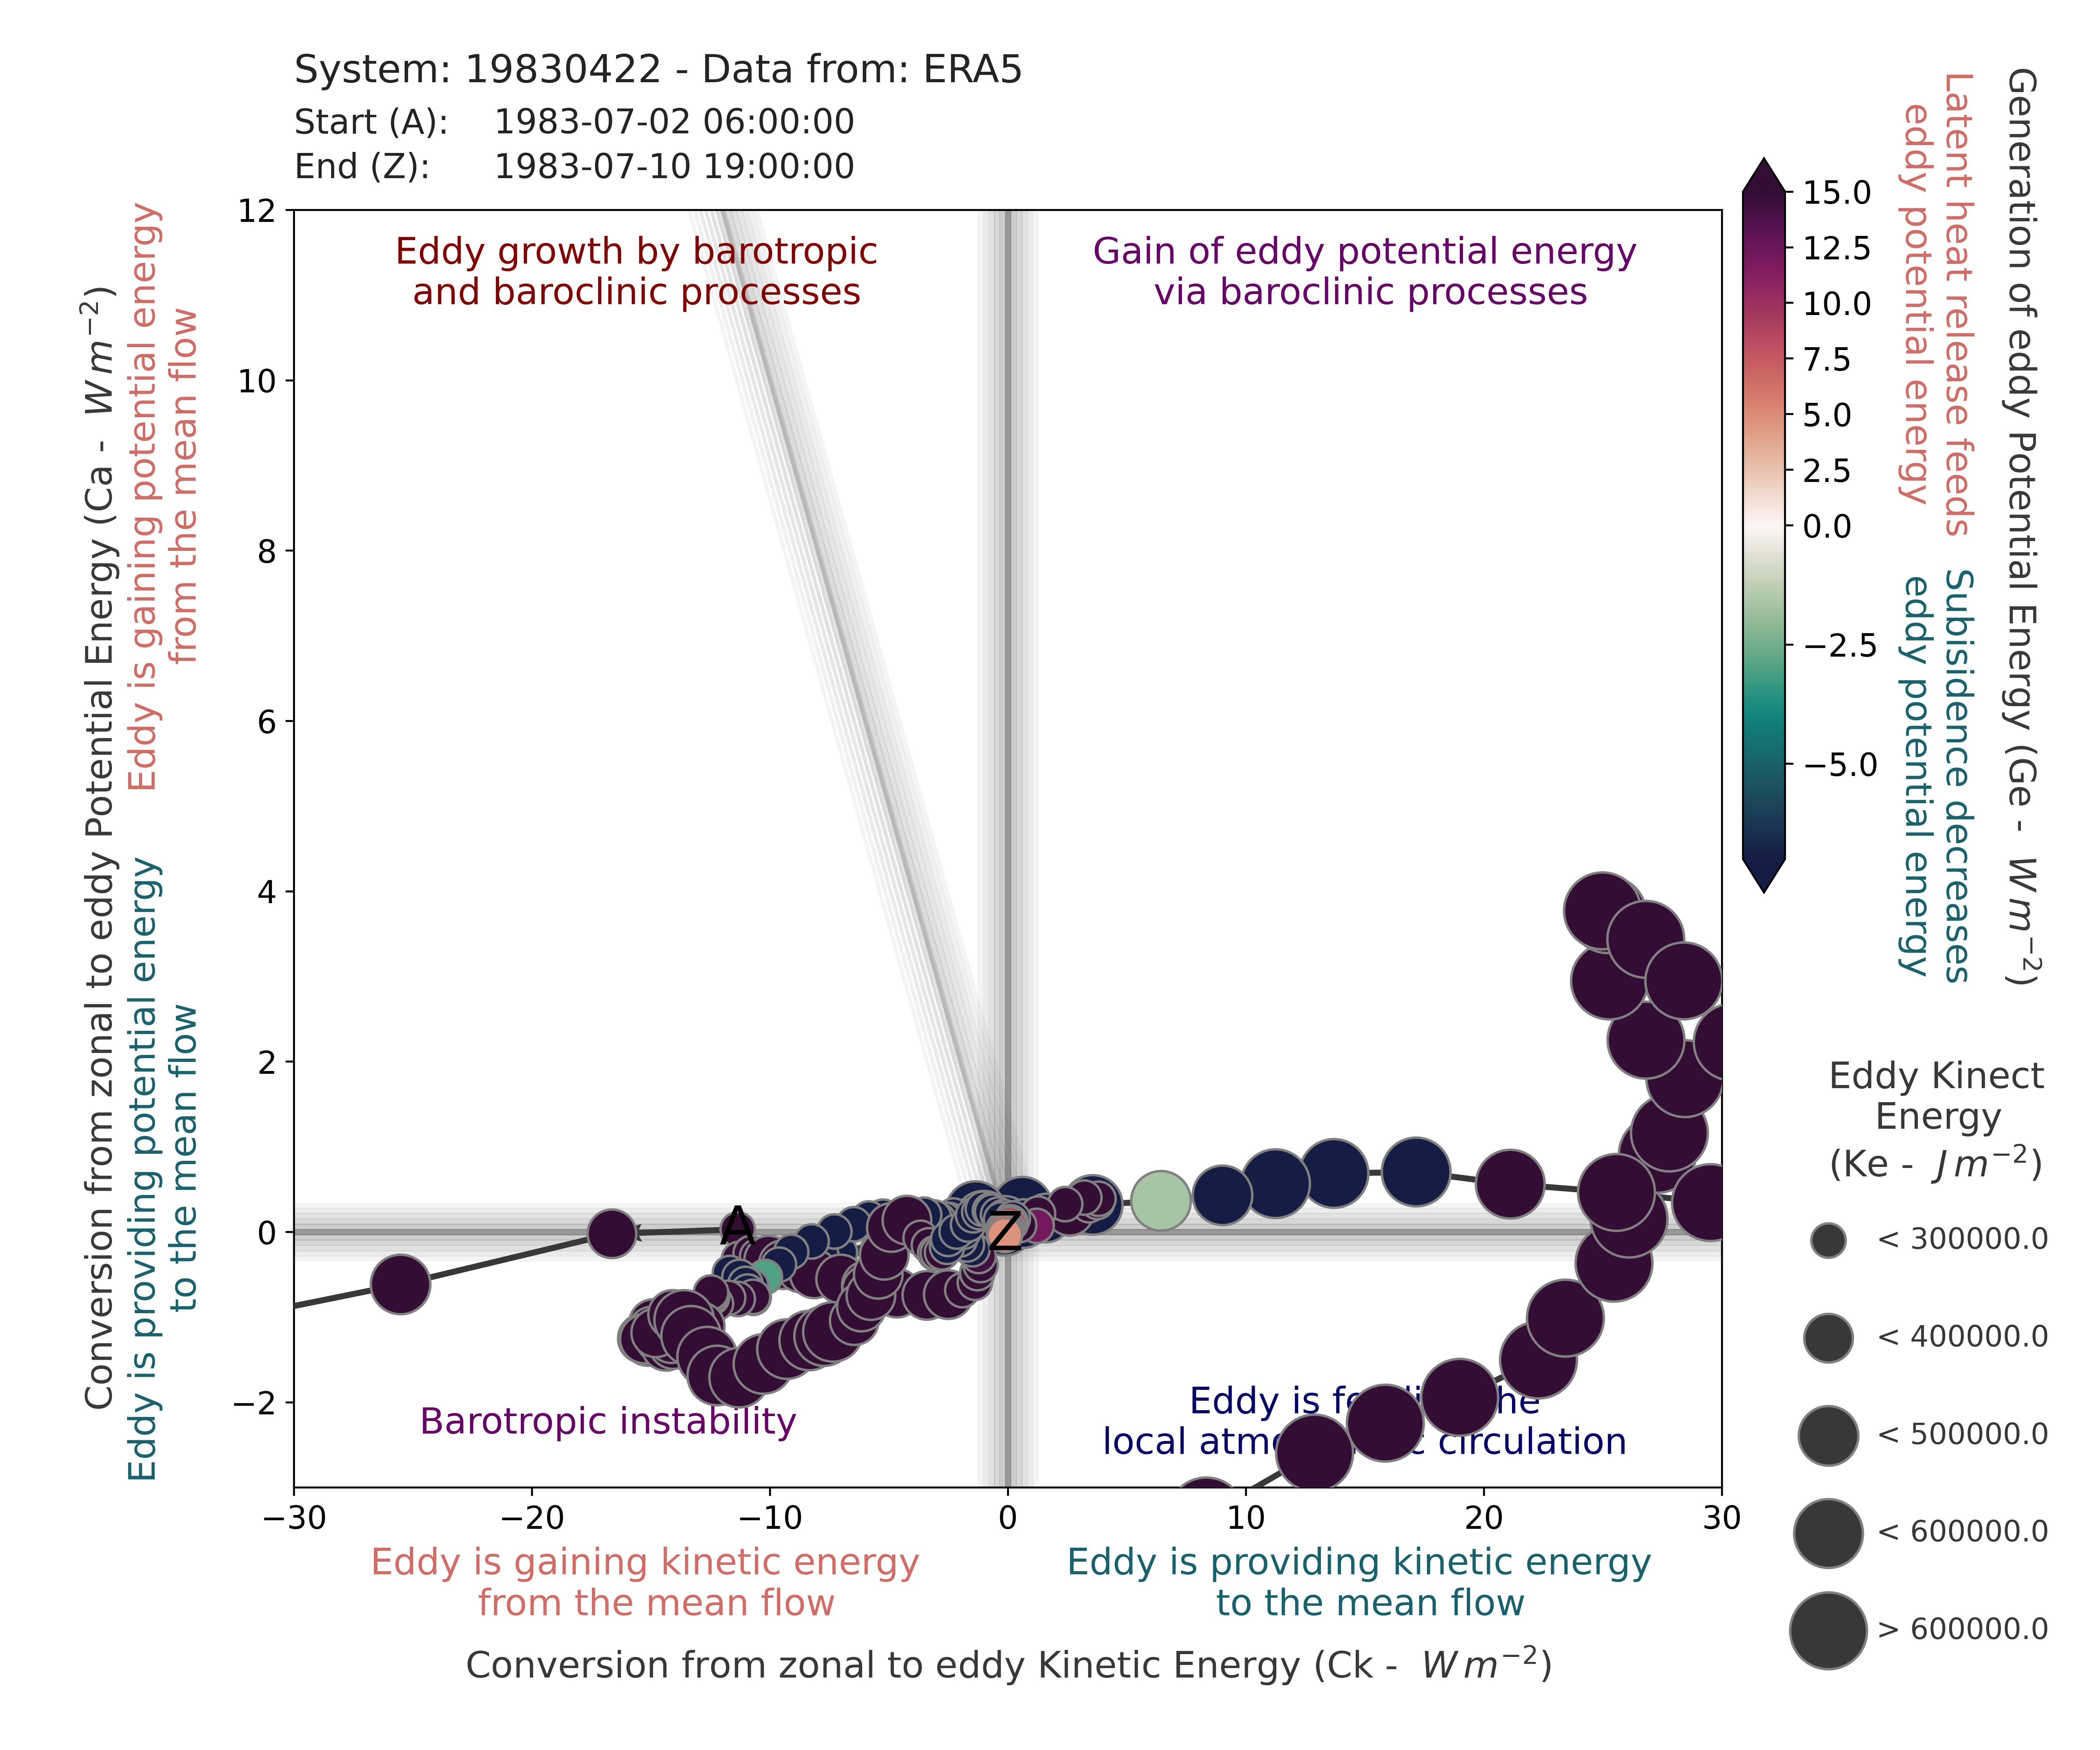 System: 19830422 - Data from: ERA5
Start (A): 1983-07-02 06:00:00
End (Z): 1983-07-10 19:00:00
Conversion from zonal to eddy Potential Energy (Ca - W m⁻²)
Eddy is gaining potential energy
from the mean flow
Eddy is providing potential energy
to the mean flow
12
10
8
6
4
2
0
−2
Eddy growth by barotropic
and baroclinic processes
Gain of eddy potential energy
via baroclinic processes
A
Z
Barotropic instability
Eddy is the
local circulation
−30
−20
−10
0
10
20
30
Eddy is gaining kinetic energy
from the mean flow
Eddy is providing kinetic energy
to the mean flow
Conversion from zonal to eddy Kinetic Energy (Ck - W m⁻²)
15.0
12.5
10.0
7.5
5.0
2.5
0.0
−2.5
−5.0
Latent heat release feeds
eddy potential energy
Subisidence decreases
eddy potential energy
Generation of eddy Potential Energy (Ge - W m⁻²)
Eddy Kinect
Energy
(Ke - J m⁻²)
< 300000.0
< 400000.0
< 500000.0
< 600000.0
> 600000.0